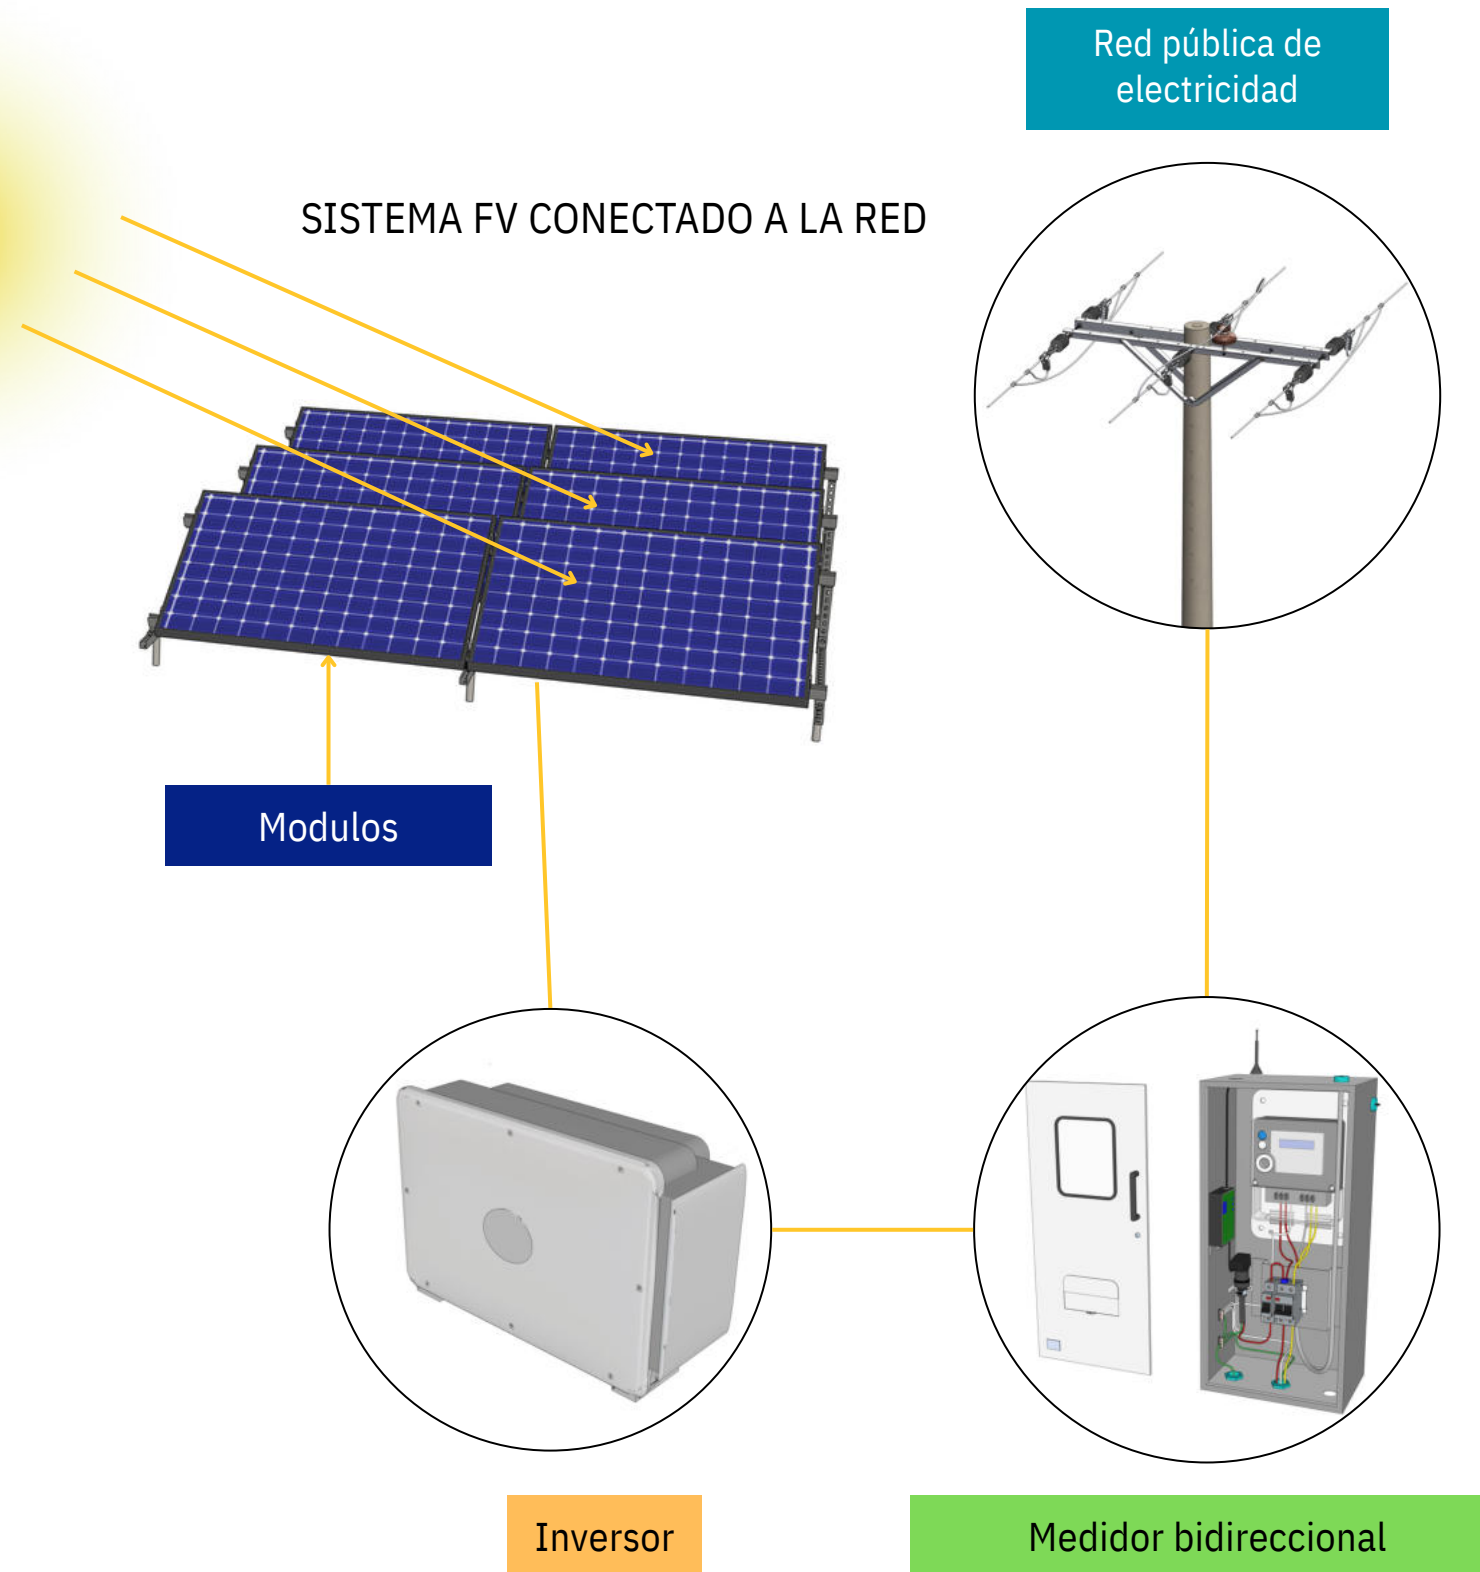 Red pública de
electricidad
SISTEMA FV CONECTADO A LA RED
Modulos
Inversor
Medidor bidireccional